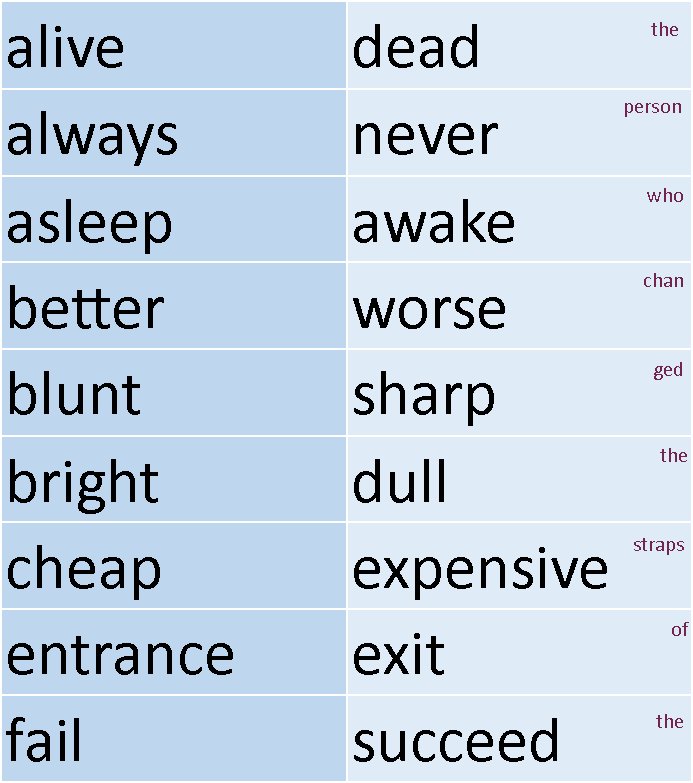 alive dead the
always never person
asleep awake who
better worse chan
blunt sharp ged
bright dull the
cheap expensive straps
entrance exit of
fail succeed the